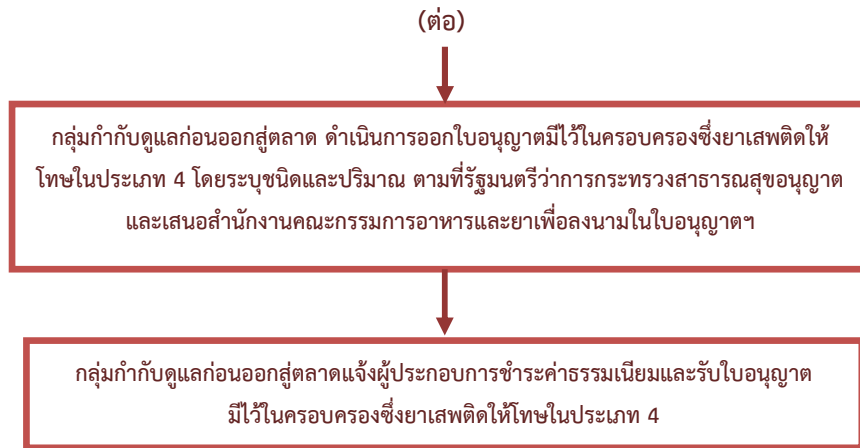 (ต่อ)
กลุ่มกำกับดูแลก่อนออกสู่ตลาด ดำเนินการออกใบอนุญาตมีไว้ในครอบครองซึ่งยาเสพติดให้
โทษในประเภท 4 โดยระบุชนิดและปริมาณ ตามที่รัฐมนตรีว่าการกระทรวงสาธารณสุขอนุญาต
และเสนอสำนักงานคณะกรรมการอาหารและยาเพื่อลงนามในใบอนุญาตฯ
กลุ่มกำกับดูแลก่อนออกสู่ตลาดแจ้งผู้ประกอบการชำระค่าธรรมเนียมและรับใบอนุญาต
มีไว้ในครอบครองซึ่งยาเสพติดให้โทษในประเภท 4